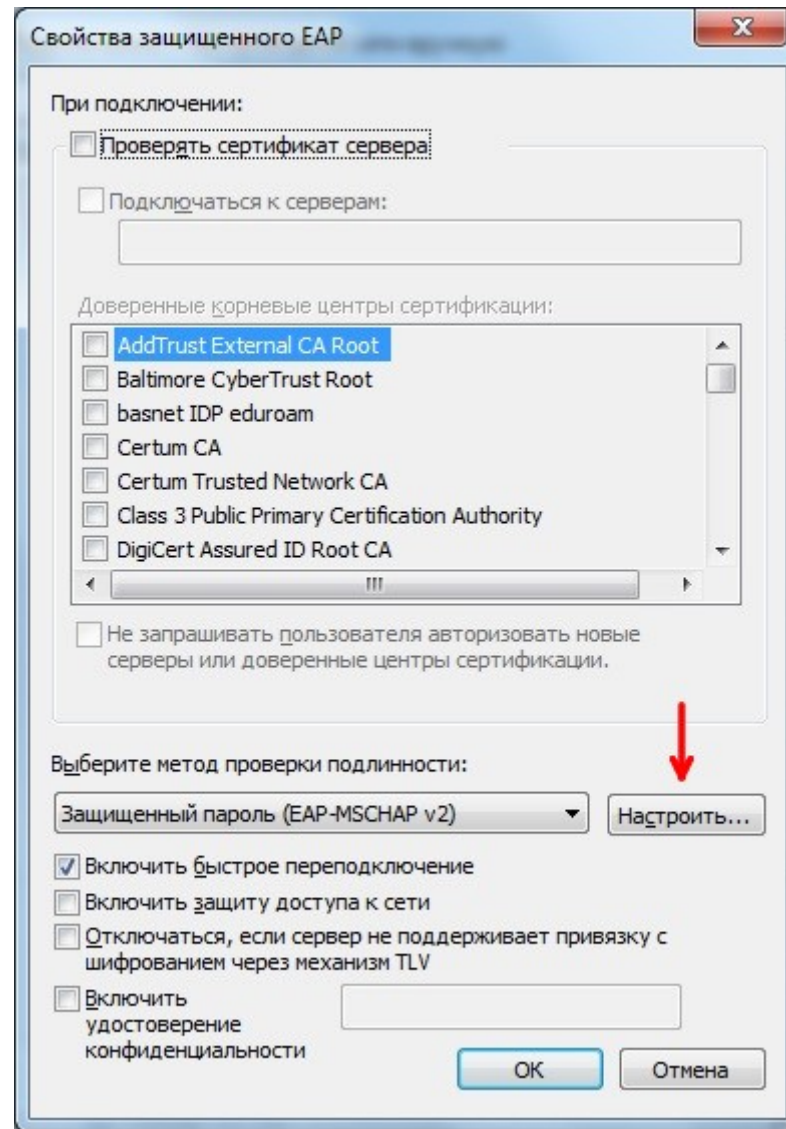 Свойства защищенного EAP
При подключении:
Проверять сертификат сервера
Подключаться к серверам:
Доверенные корневые центры сертификации:
AddTrust External CA Root
Baltimore CyberTrust Root
basnet IDP eduroam
Certum CA
Certum Trusted Network CA
Class 3 Public Primary Certification Authority
DigiCert Assured ID Root CA
Не запрашивать пользователя авторизовать новые
серверы или доверенные центры сертификации.
Выберите метод проверки подлинности:
Защищенный пароль (EAP-MSCHAP v2)
Настроить...
Включить быстрое переподключение
Включить защиту доступа к сети
Отключаться, если сервер не поддерживает привязку с
шифрованием через механизм TLV
Включить
удостоверение
конфиденциальности
ОК
Отмена